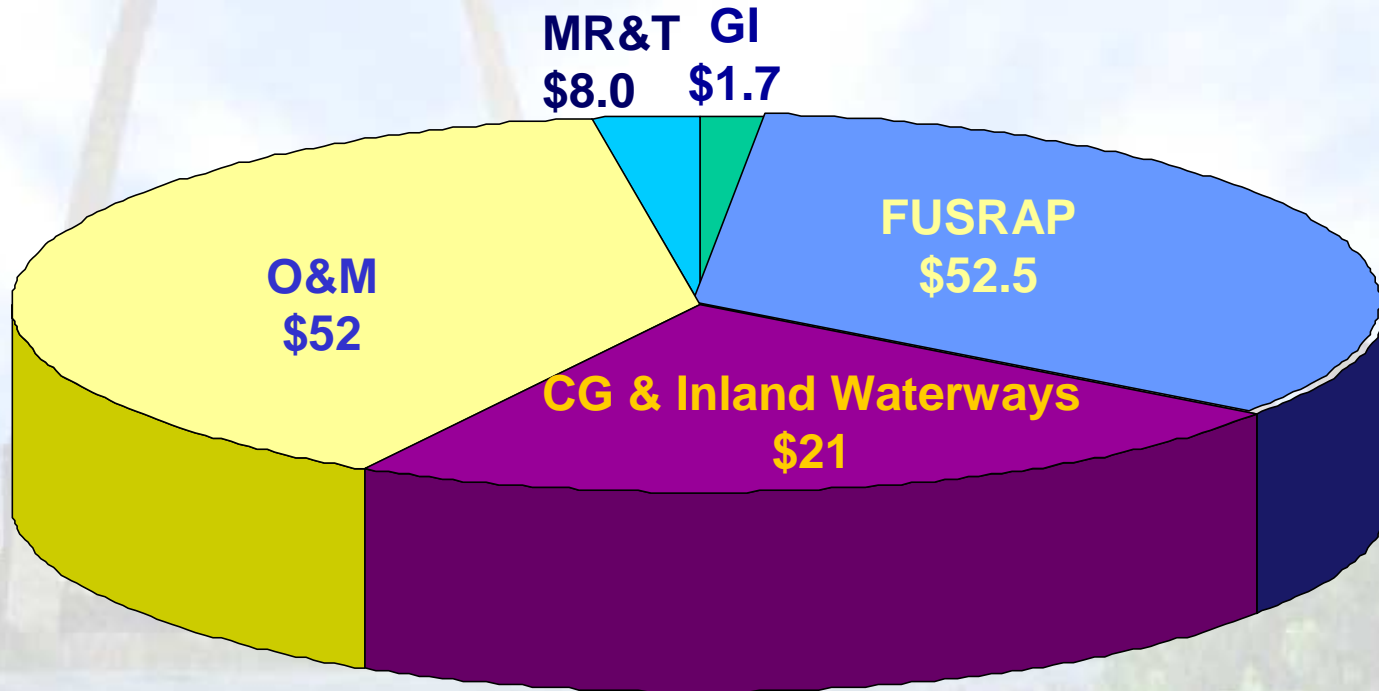 MR&T
$8.0
GI
$1.7
FUSRAP
$52.5
O&M
$52
CG & Inland Waterways
$21